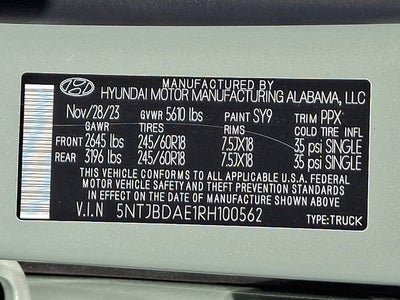 MANUFACTURED BY
HYUNDAI MOTOR MANUFACTURING ALABAMA, LLC
Nov/28/23 GVWR 5610 lbs PAINT SY9 TRIM PPX
GAWR TIRES RIMS COLD TIRE INFL
FRONT 2645 lbs 245/60R18 7.5JX18 35 psi SINGLE
REAR 3196 lbs 245/60R18 7.5JX18 35 psi SINGLE
THIS VEHICLE CONFORMS TO ALL APPLICABLE U.S.A FEDERAL
MOTOR VEHICLE SAFETY AND THEFT PREVENTION STANDARDS
IN EFFECT ON THE DATE OF MANUFACTURE SHOWN ABOVE
V.I.N 5NTJBDAE1RH100562 TYPE:TRUCK